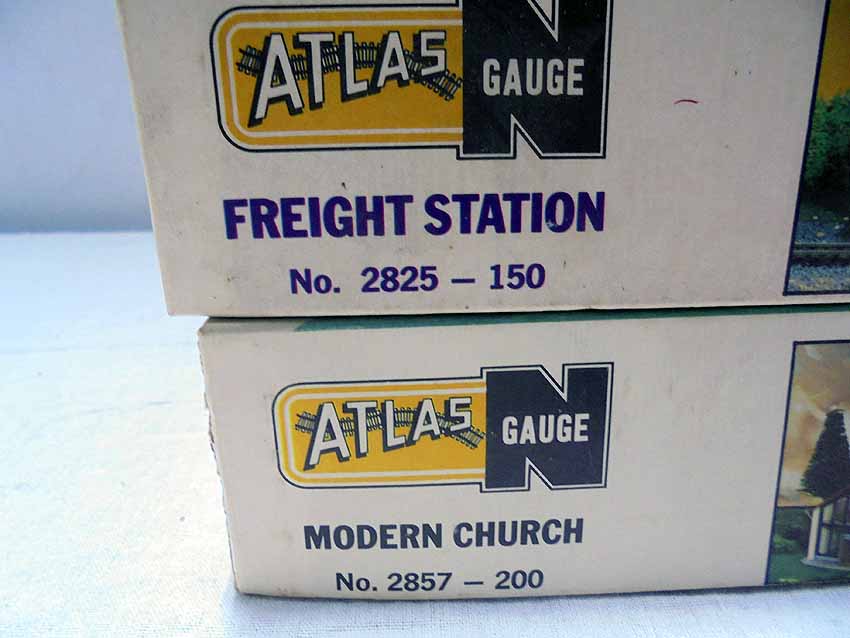 ATLAS N GAUGE
FREIGHT STATION
No. 2825 – 150
ATLAS N GAUGE
MODERN CHURCH
No. 2857 – 200